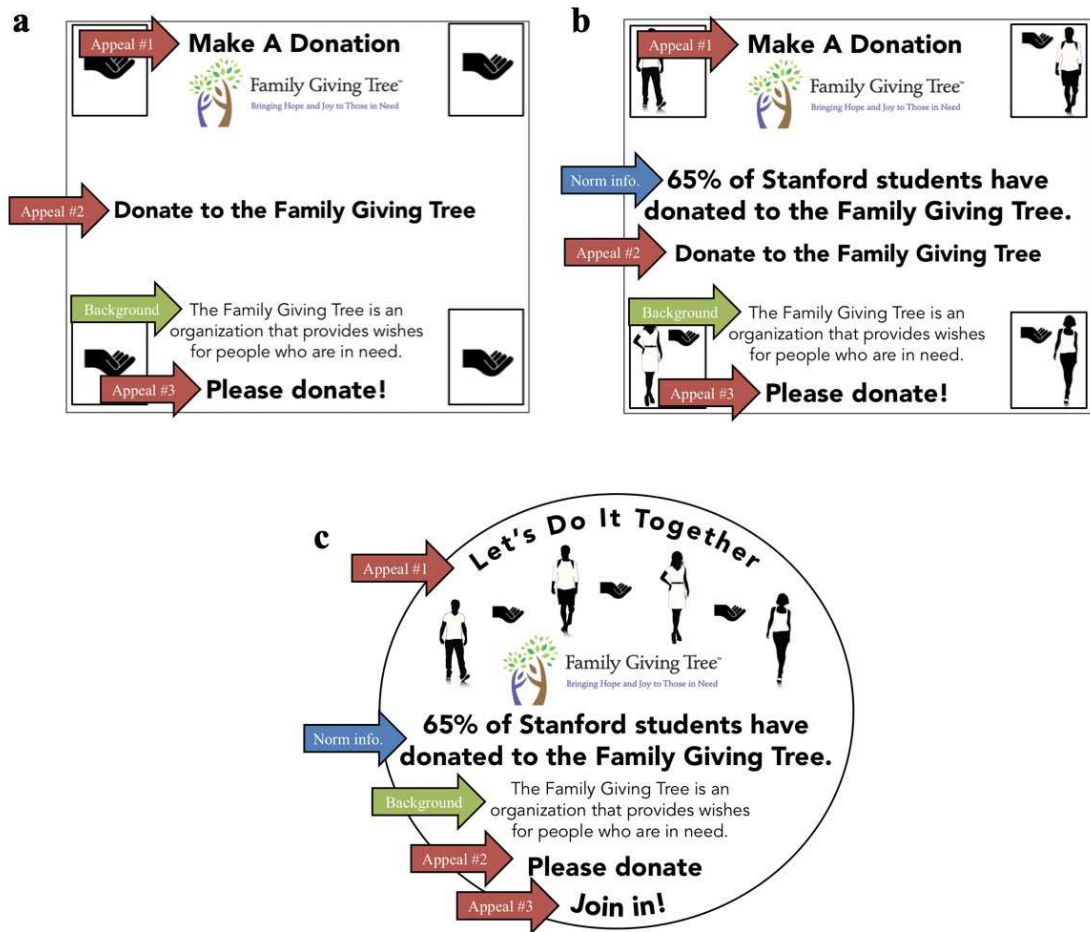 a
Appeal #1
Make A Donation
Family Giving Tree™
Bringing Hope and Joy to Those in Need
Appeal #2
Donate to the Family Giving Tree
Background
The Family Giving Tree is an
organization that provides wishes
for people who are in need.
Appeal #3
Please donate!
b
Appeal #1
Make A Donation
Family Giving Tree™
Bringing Hope and Joy to Those in Need
Norm info.
65% of Stanford students have
donated to the Family Giving Tree.
Appeal #2
Donate to the Family Giving Tree
Background
The Family Giving Tree is an
organization that provides wishes
for people who are in need.
Appeal #3
Please donate!
c
Appeal #1
Let's Do It Together
Family Giving Tree™
Bringing Hope and Joy to Those in Need
Norm info.
65% of Stanford students have
donated to the Family Giving Tree.
Background
The Family Giving Tree is an
organization that provides wishes
for people who are in need.
Appeal #2
Please donate
Appeal #3
Join in!